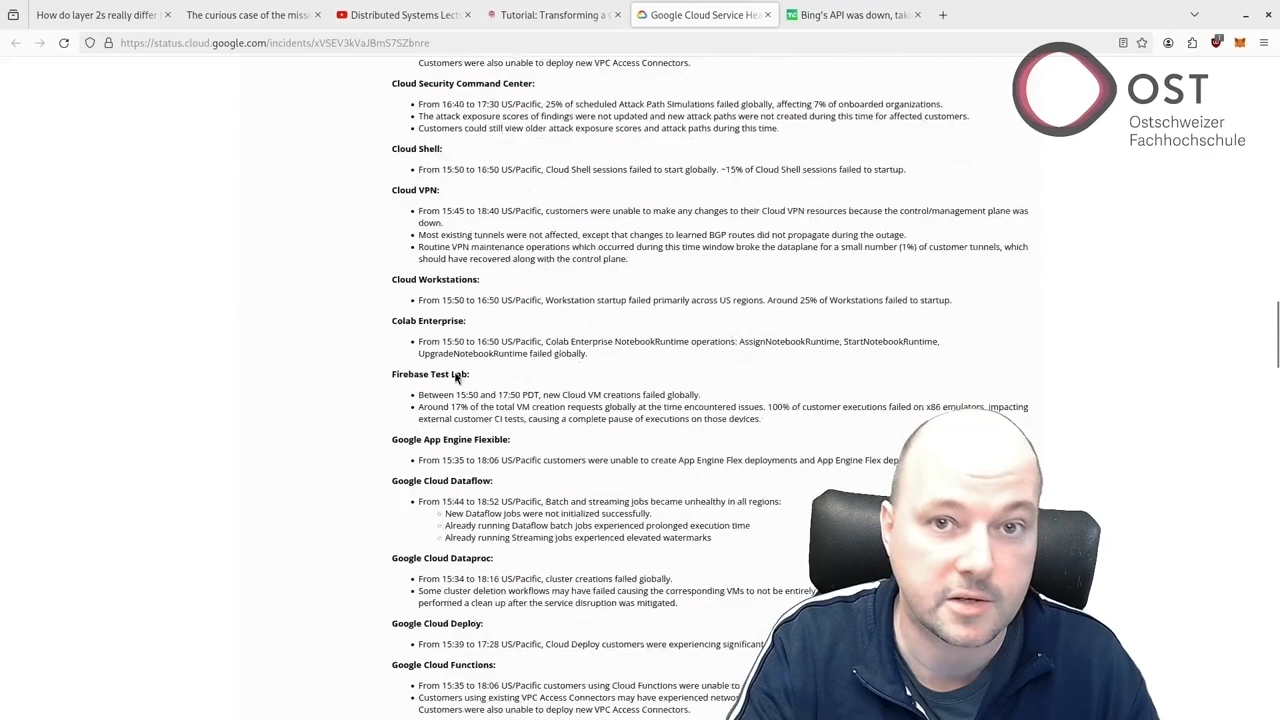 How do layer 2s really differ
The curious case of the missi
Distributed Systems Lect
Tutorial: Transforming a C
Google Cloud Service Hea
Bing's API was down, taki
https://status.cloud.google.com/incidents/xVSEV3kVaJBmS7SZbnre
1
OST
Ostschweizer
Fachhochschule
Customers were also unable to deploy new VPC Access Connectors.
Cloud Security Command Center:
• From 16:40 to 17:30 US/Pacific, 25% of scheduled Attack Path Simulations failed globally, affecting 7% of onboarded organizations.
• The attack exposure scores of findings were not updated and new attack paths were not created during this time for affected customers.
• Customers could still view older attack exposure scores and attack paths during this time.
Cloud Shell:
• From 15:50 to 16:50 US/Pacific, Cloud Shell sessions failed to start globally. ~15% of Cloud Shell sessions failed to startup.
Cloud VPN:
• From 15:45 to 18:40 US/Pacific, customers were unable to make any changes to their Cloud VPN resources because the control/management plane was
down.
• Most existing tunnels were not affected, except that changes to learned BGP routes did not propagate during the outage.
• Routine VPN maintenance operations which occurred during this time window broke the dataplane for a small number (1%) of customer tunnels, which
should have recovered along with the control plane.
Cloud Workstations:
• From 15:50 to 16:50 US/Pacific, Workstation startup failed primarily across US regions. Around 25% of Workstations failed to startup.
Colab Enterprise:
• From 15:50 to 16:50 US/Pacific, Colab Enterprise NotebookRuntime operations: AssignNotebookRuntime, StartNotebookRuntime,
UpgradeNotebookRuntime failed globally.
Firebase Test Lab:
• Between 15:50 and 17:50 PDT, new Cloud VM creations failed globally.
• Around 17% of the total VM creation requests globally at the time encountered issues. 100% of customer executions failed on x86 emulators, impacting
external customer CI tests, causing a complete pause of executions on those devices.
Google App Engine Flexible:
• From 15:35 to 18:06 US/Pacific customers were unable to create App Engine Flex deployments and App Engine Flex dep
Google Cloud Dataflow:
• From 15:44 to 18:52 US/Pacific, Batch and streaming jobs became unhealthy in all regions:
○ New Dataflow jobs were not initialized successfully.
○ Already running Dataflow batch jobs experienced prolonged execution time
○ Already running Streaming jobs experienced elevated watermarks
Google Cloud Dataproc:
• From 15:34 to 18:16 US/Pacific, cluster creations failed globally.
• Some cluster deletion workflows may have failed causing the corresponding VMs to not be entirely
performed a clean up after the service disruption was mitigated.
Google Cloud Deploy:
• From 15:39 to 17:28 US/Pacific, Cloud Deploy customers were experiencing significant
Google Cloud Functions:
• From 15:35 to 18:06 US/Pacific customers using Cloud Functions were unable to
• Customers using existing VPC Access Connectors may have experienced networ
Customers were also unable to deploy new VPC Access Connectors.